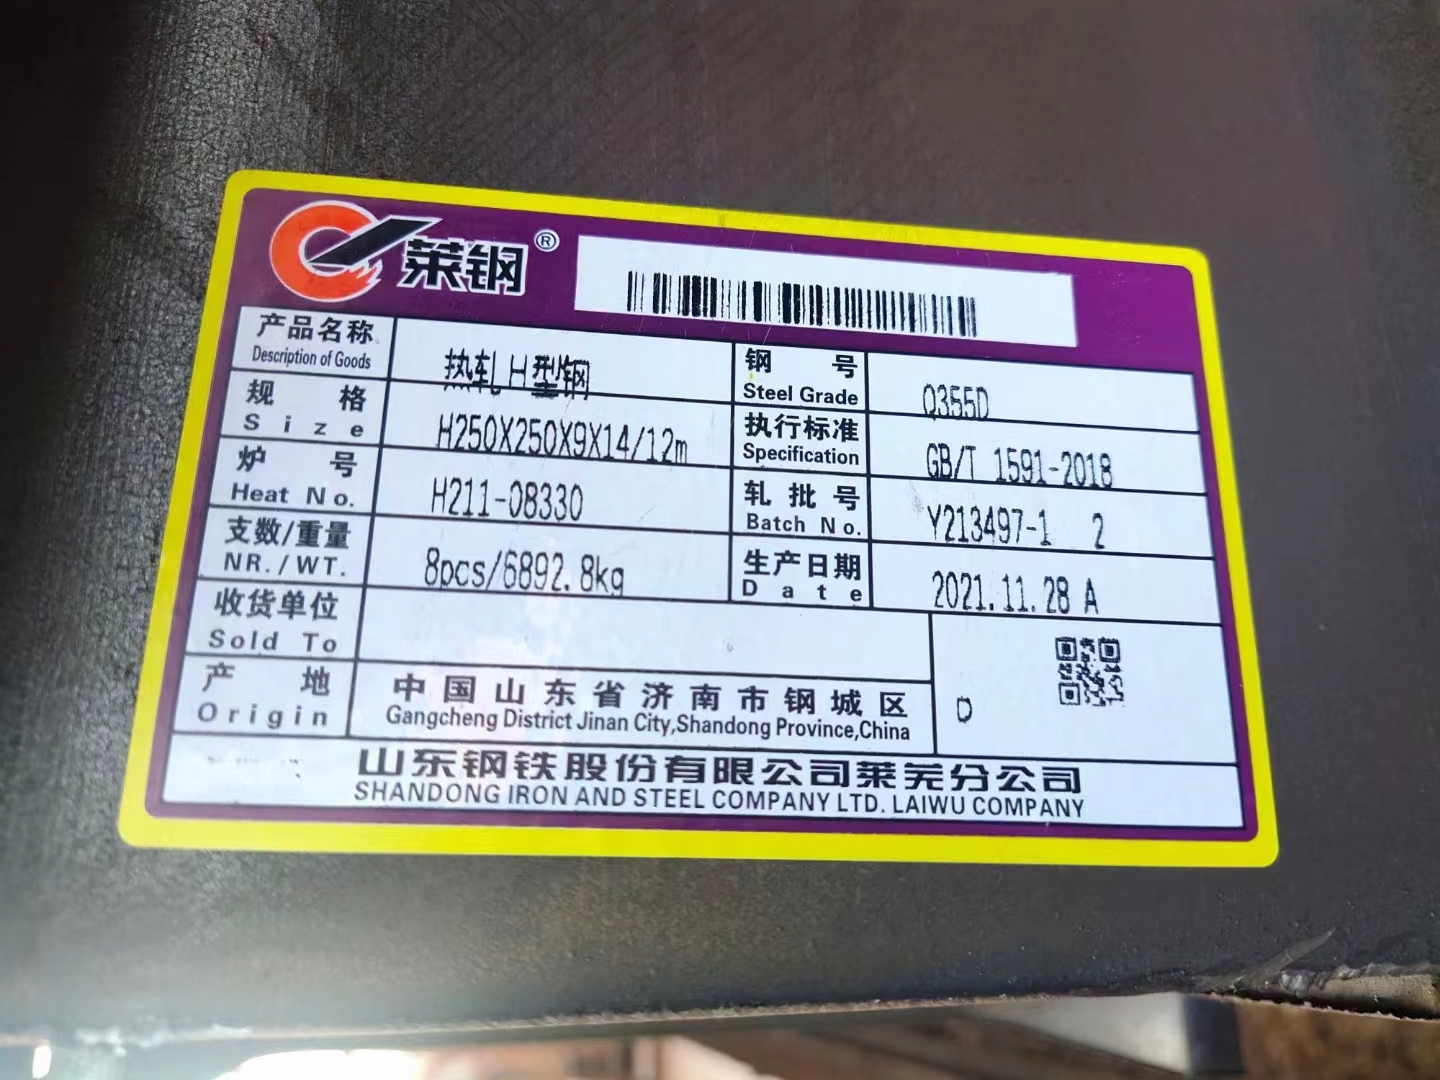 莱钢®
产品名称 热轧H型钢 钢号 Q355D
Description of Goods Steel Grade
规格 H250X250X9X14/12m 执行标准 GB/T 1591-2018
Size Specification
炉号 H211-08330 轧批号 Y213497-1 2
Heat No. Batch No.
支数/重量 8pcs/6892.8kg 生产日期 2021.11.28 A
NR./WT. Date
收货单位
Sold To
产地 中国山东省济南市钢城区 D
Origin Gangcheng District Jinan City,Shandong Province,China
山东钢铁股份有限公司莱芜分公司
SHANDONG IRON AND STEEL COMPANY LTD. LAIWU COMPANY